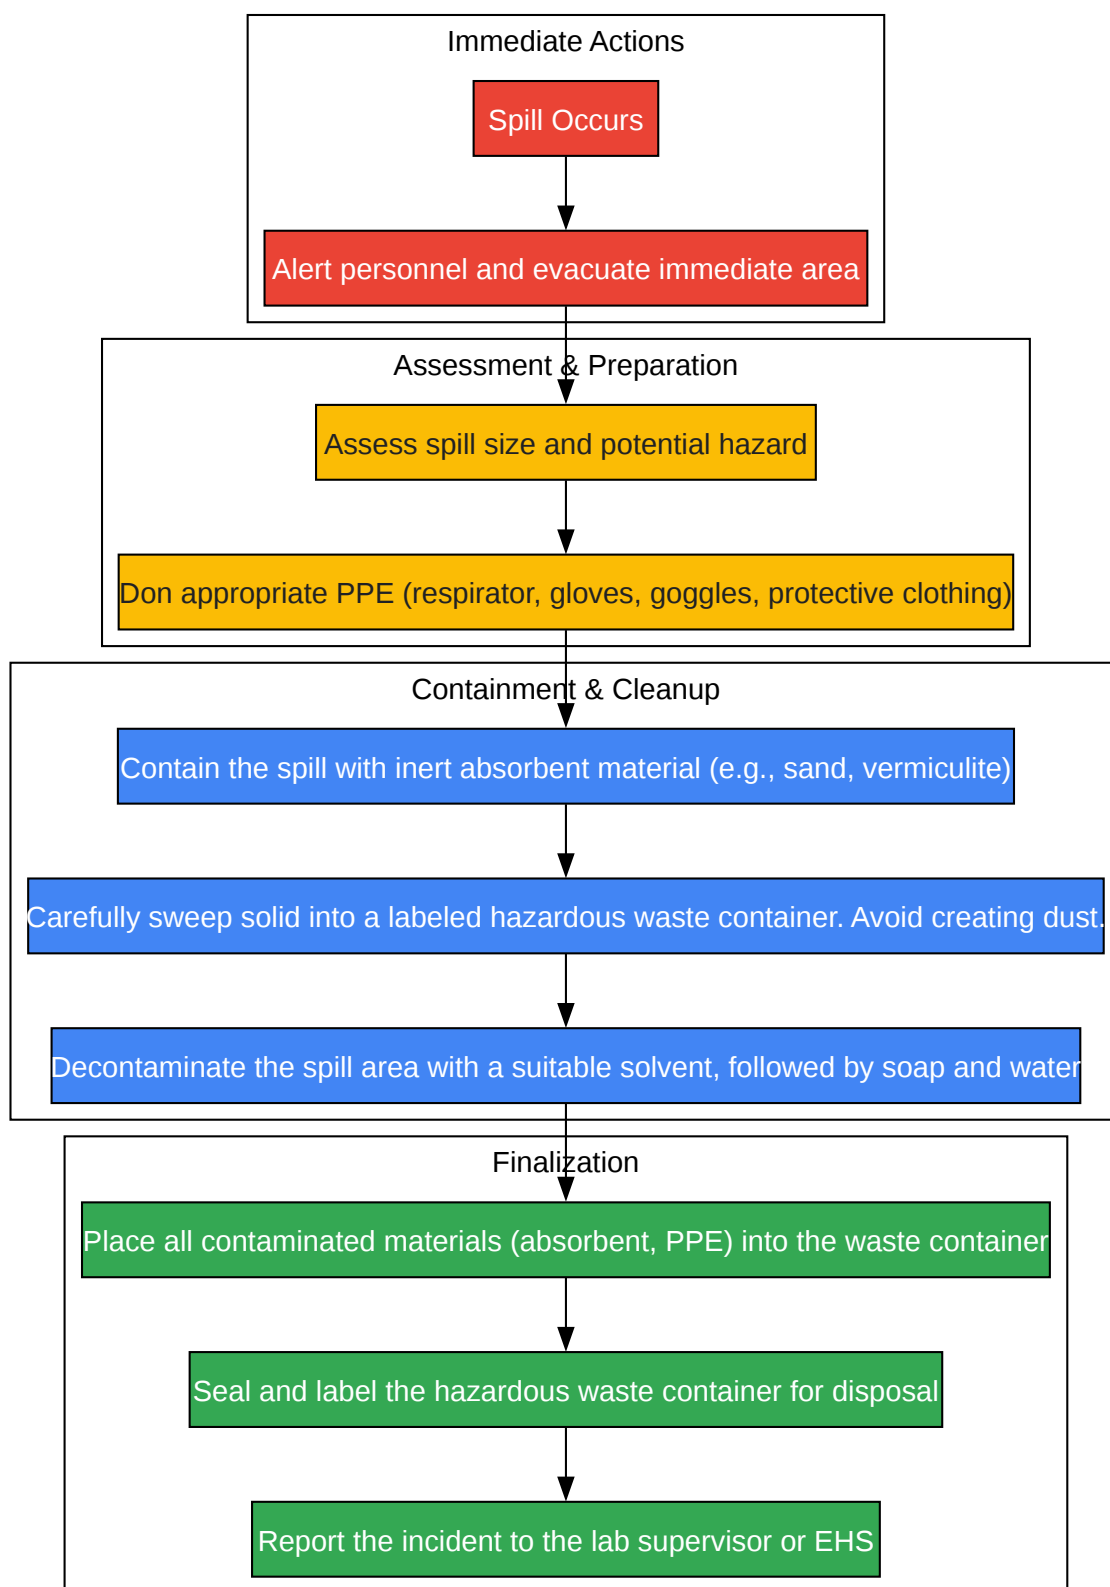 Immediate Actions
Spill Occurs
Alert personnel and evacuate immediate area
Assessment & Preparation
Assess spill size and potential hazard
Don appropriate PPE (respirator, gloves, goggles, protective clothing)
Containment & Cleanup
Contain the spill with inert absorbent material (e.g., sand, vermiculite)
Carefully sweep solid into a labeled hazardous waste container. Avoid creating dust.
Decontaminate the spill area with a suitable solvent, followed by soap and water
Finalization
Place all contaminated materials (absorbent, PPE) into the waste container
Seal and label the hazardous waste container for disposal
Report the incident to the lab supervisor or EHS